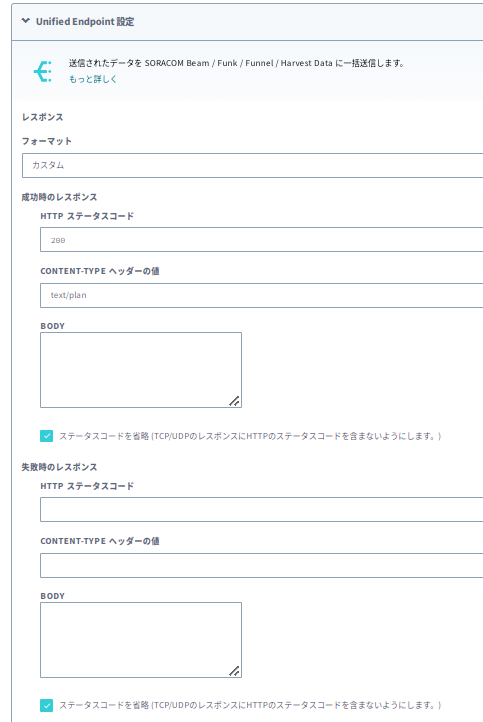 Unified Endpoint 設定
送信されたデータを SORACOM Beam / Funk / Funnel / Harvest Data に一括送信します。
もっと詳しく
レスポンス
フォーマット
カスタム
成功時のレスポンス
HTTP ステータスコード
200
CONTENT-TYPE ヘッダーの値
text/plan
BODY
ステータスコードを省略 (TCP/UDPのレスポンスにHTTPのステータスコードを含まないようにします。)
失敗時のレスポンス
HTTP ステータスコード
CONTENT-TYPE ヘッダーの値
BODY
ステータスコードを省略 (TCP/UDPのレスポンスにHTTPのステータスコードを含まないようにします。)